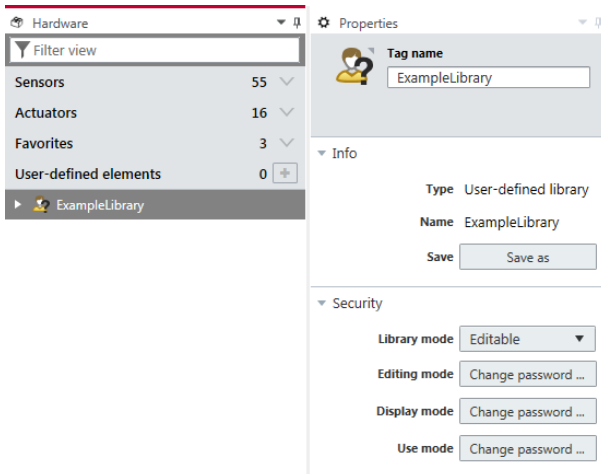 Hardware
Filter view
Sensors 55
Actuators 16
Favorites 3
User-defined elements 0 +
ExampleLibrary
Properties
Tag name
ExampleLibrary
Info
Type User-defined library
Name ExampleLibrary
Save Save as
Security
Library mode Editable
Editing mode Change password ...
Display mode Change password ...
Use mode Change password ...